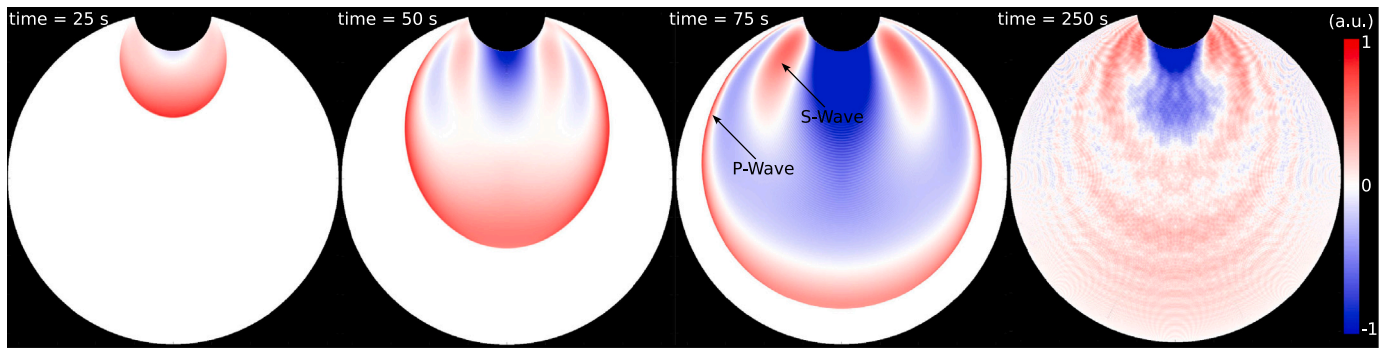 time = 25 s
time = 50 s
time = 75 s
time = 250 s
(a.u.)
1
S-Wave
P-Wave
0
-1